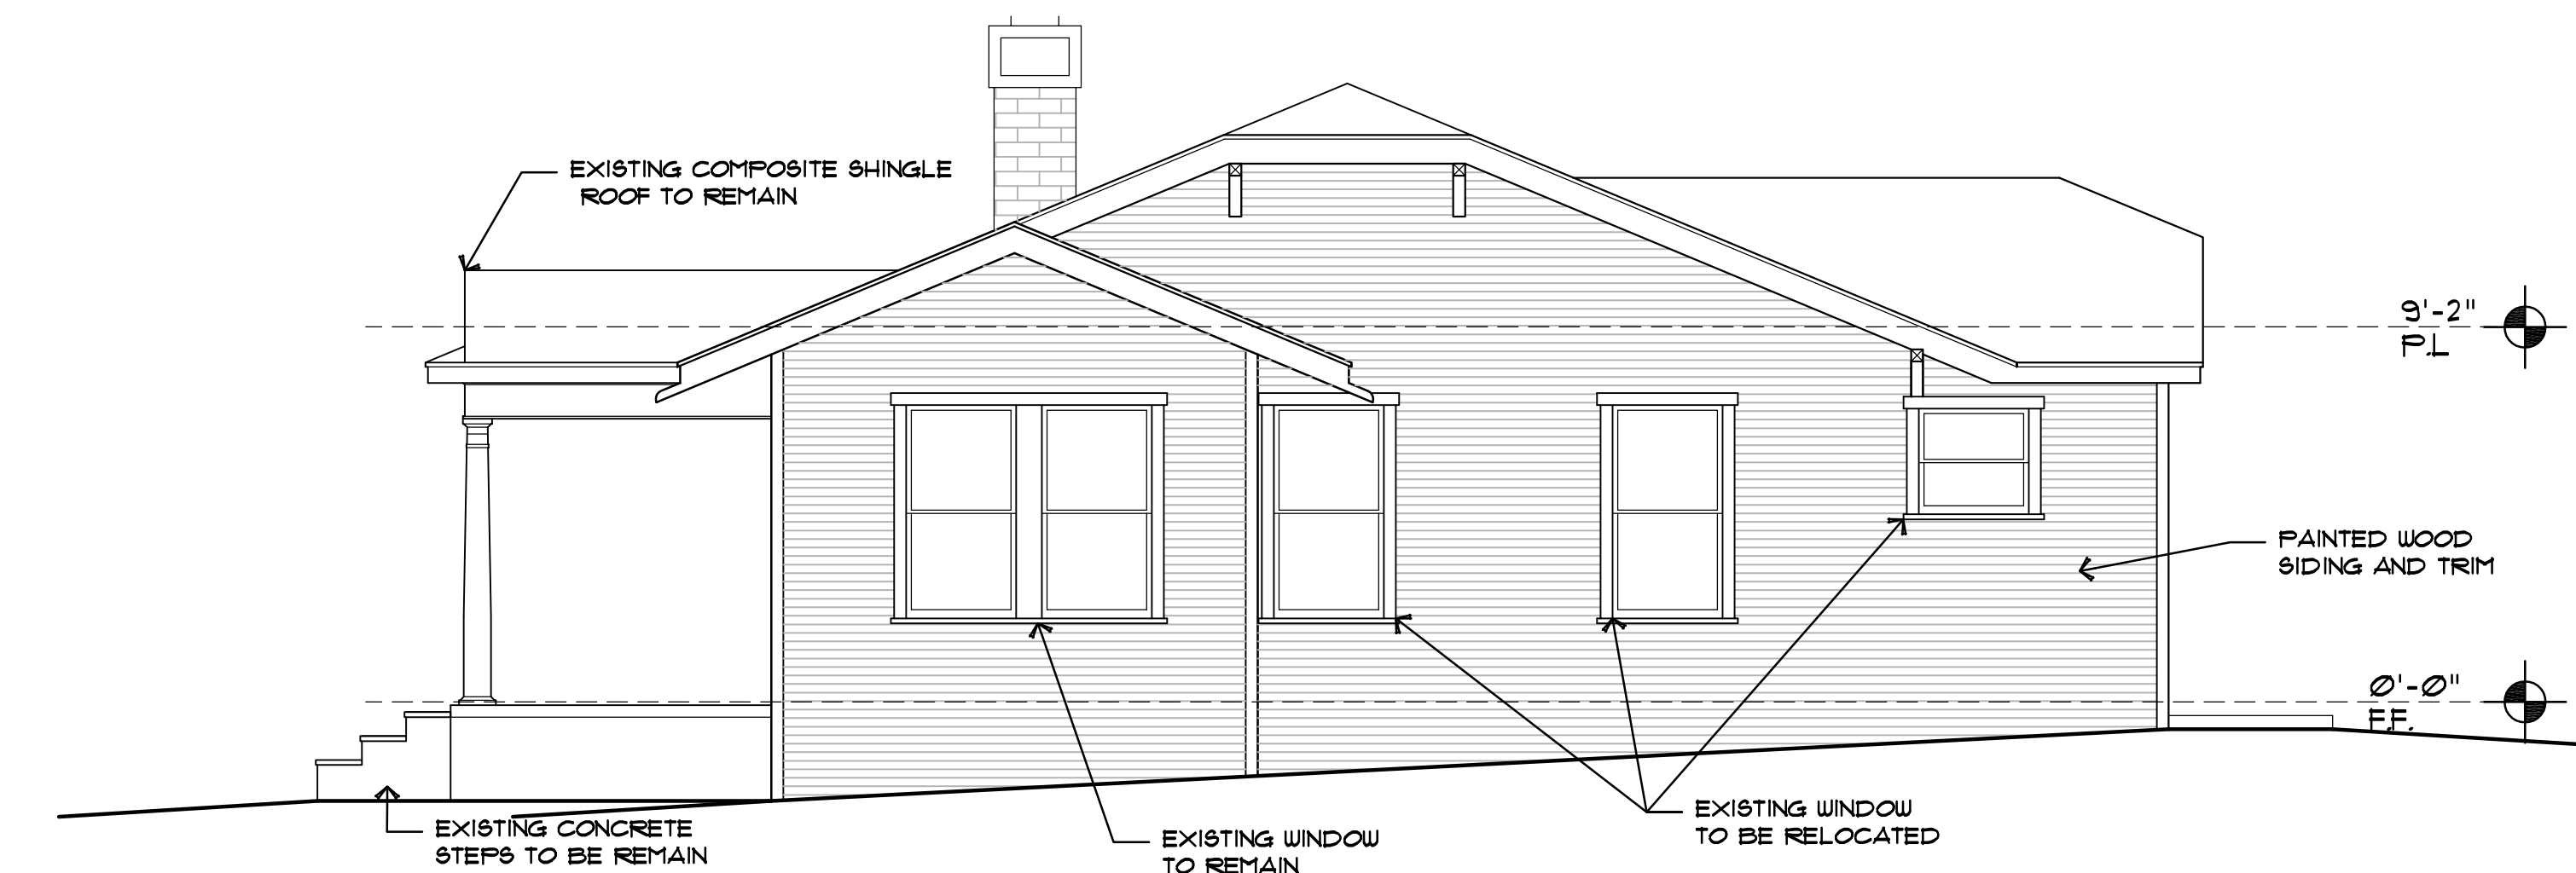 EXISTING COMPOSITE SHINGLE
ROOF TO REMAIN
9'-2"
P.L
PAINTED WOOD
SIDING AND TRIM
0'-0"
F.F.
EXISTING WINDOW
TO BE RELOCATED
EXISTING CONCRETE
STEPS TO BE REMAIN
EXISTING WINDOW
TO REMAIN